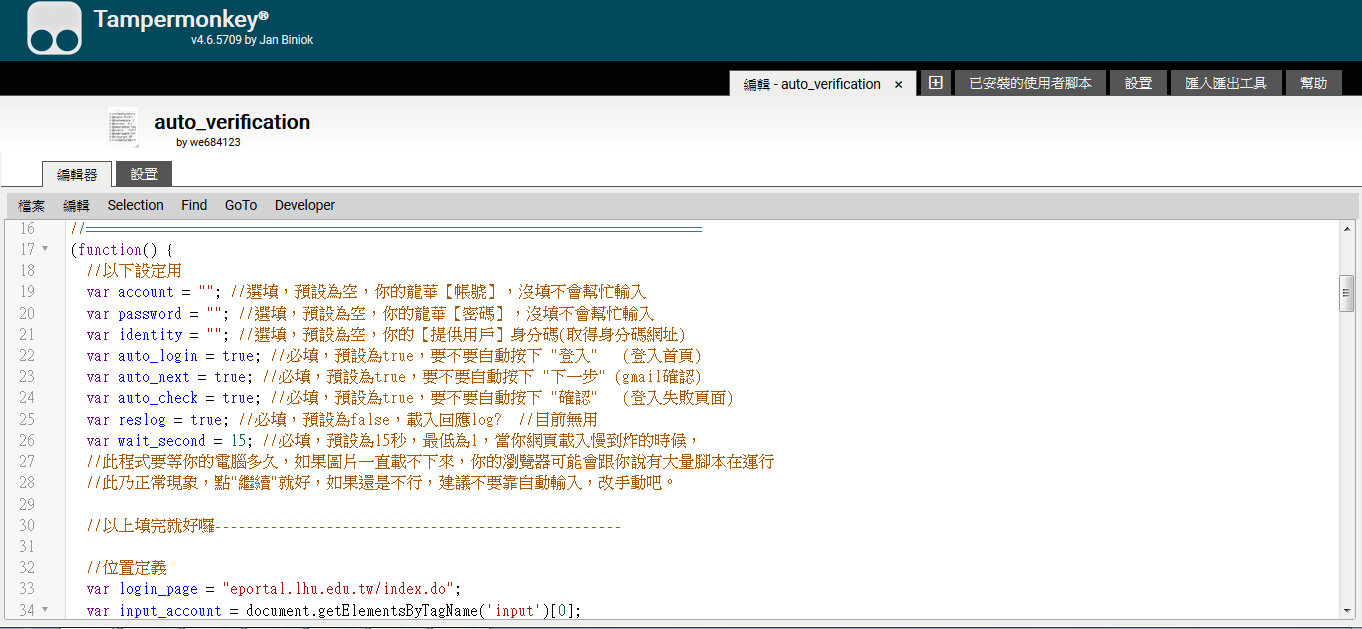 Tampermonkey®
v4.6.5709 by Jan Biniok
編輯 - auto_verification × 已安裝的使用者腳本 設置 匯入匯出工具 幫助
auto_verification
by we684123
編輯器 設置
檔案 編輯 Selection Find GoTo Developer
16 //==============================================================================
17 (function() {
18 //以下設定用
19 var account = ""; //選填，預設為空，你的龍華【帳號】，沒填不會幫忙輸入
20 var password = ""; //選填，預設為空，你的龍華【密碼】，沒填不會幫忙輸入
21 var identity = ""; //選填，預設為空，你的【提供用戶】身分碼(取得身分碼網址)
22 var auto_login = true; //必填，預設為true，要不要自動按下 "登入" (登入首頁)
23 var auto_next = true; //必填，預設為true，要不要自動按下 "下一步" (gmail確認)
24 var auto_check = true; //必填，預設為true，要不要自動按下 "確認" (登入失敗頁面)
25 var reslog = true; //必填，預設為false，載入回應log? //目前無用
26 var wait_second = 15; //必填，預設為15秒，最低為1，當你網頁載入慢到炸的時候，
27 //此程式要等你的電腦多久，如果圖片一直載不下來，你的瀏覽器可能會跟你說有大量腳本在運行
28 //此乃正常現象，點"繼續"就好，如果還是不行，建議不要靠自動輸入，改手動吧。
29
30 //以上填完就好囉---------------------------------------------------
31
32 //位置定義
33 var login_page = "eportal.lhu.edu.tw/index.do";
34 var input_account = document.getElementsByTagName('input')[0];